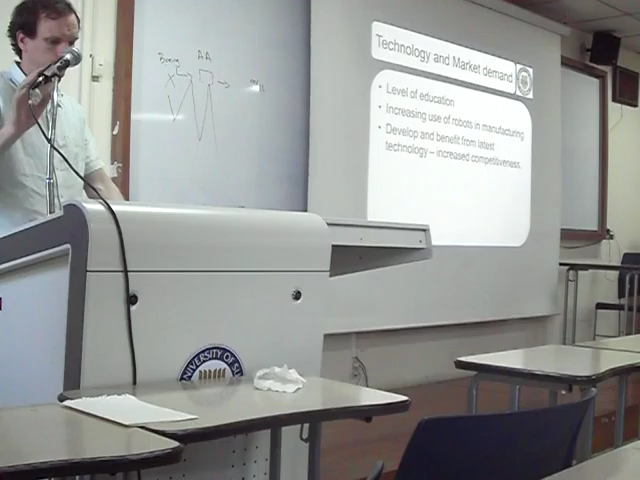 AA
Technology and Market demand
• Level of education
• Increasing use of robots in manufacturing
• Develop and benefit from latest
technology – increased competitiveness.
UNIVERSITY OF SU